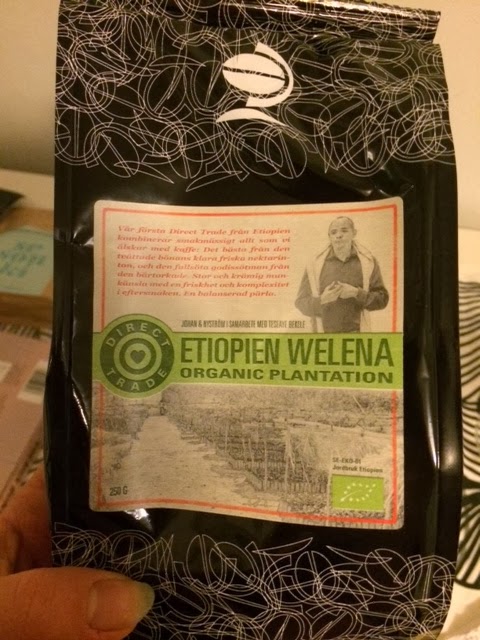 Vår första Direct Trade från Etiopien
kombinerar smakmässigt allt som vi
älskar med kaffe: Det bästa från den
tvättade bönans klara friska nektarin-
ton, och den fullsöta godissötman från
den bärtorkade. Stor och krämig mun-
känsla med en friskhet och komplexitet
i eftersmaken. En balanserad pärla.
JOHAN & NYSTRÖM I SAMARBETE MED TESFAYE BEKELE
DIRECT TRADE
ETIOPIEN WELENA
ORGANIC PLANTATION
SE-EKO-01
Jordbruk Etiopien
250 G